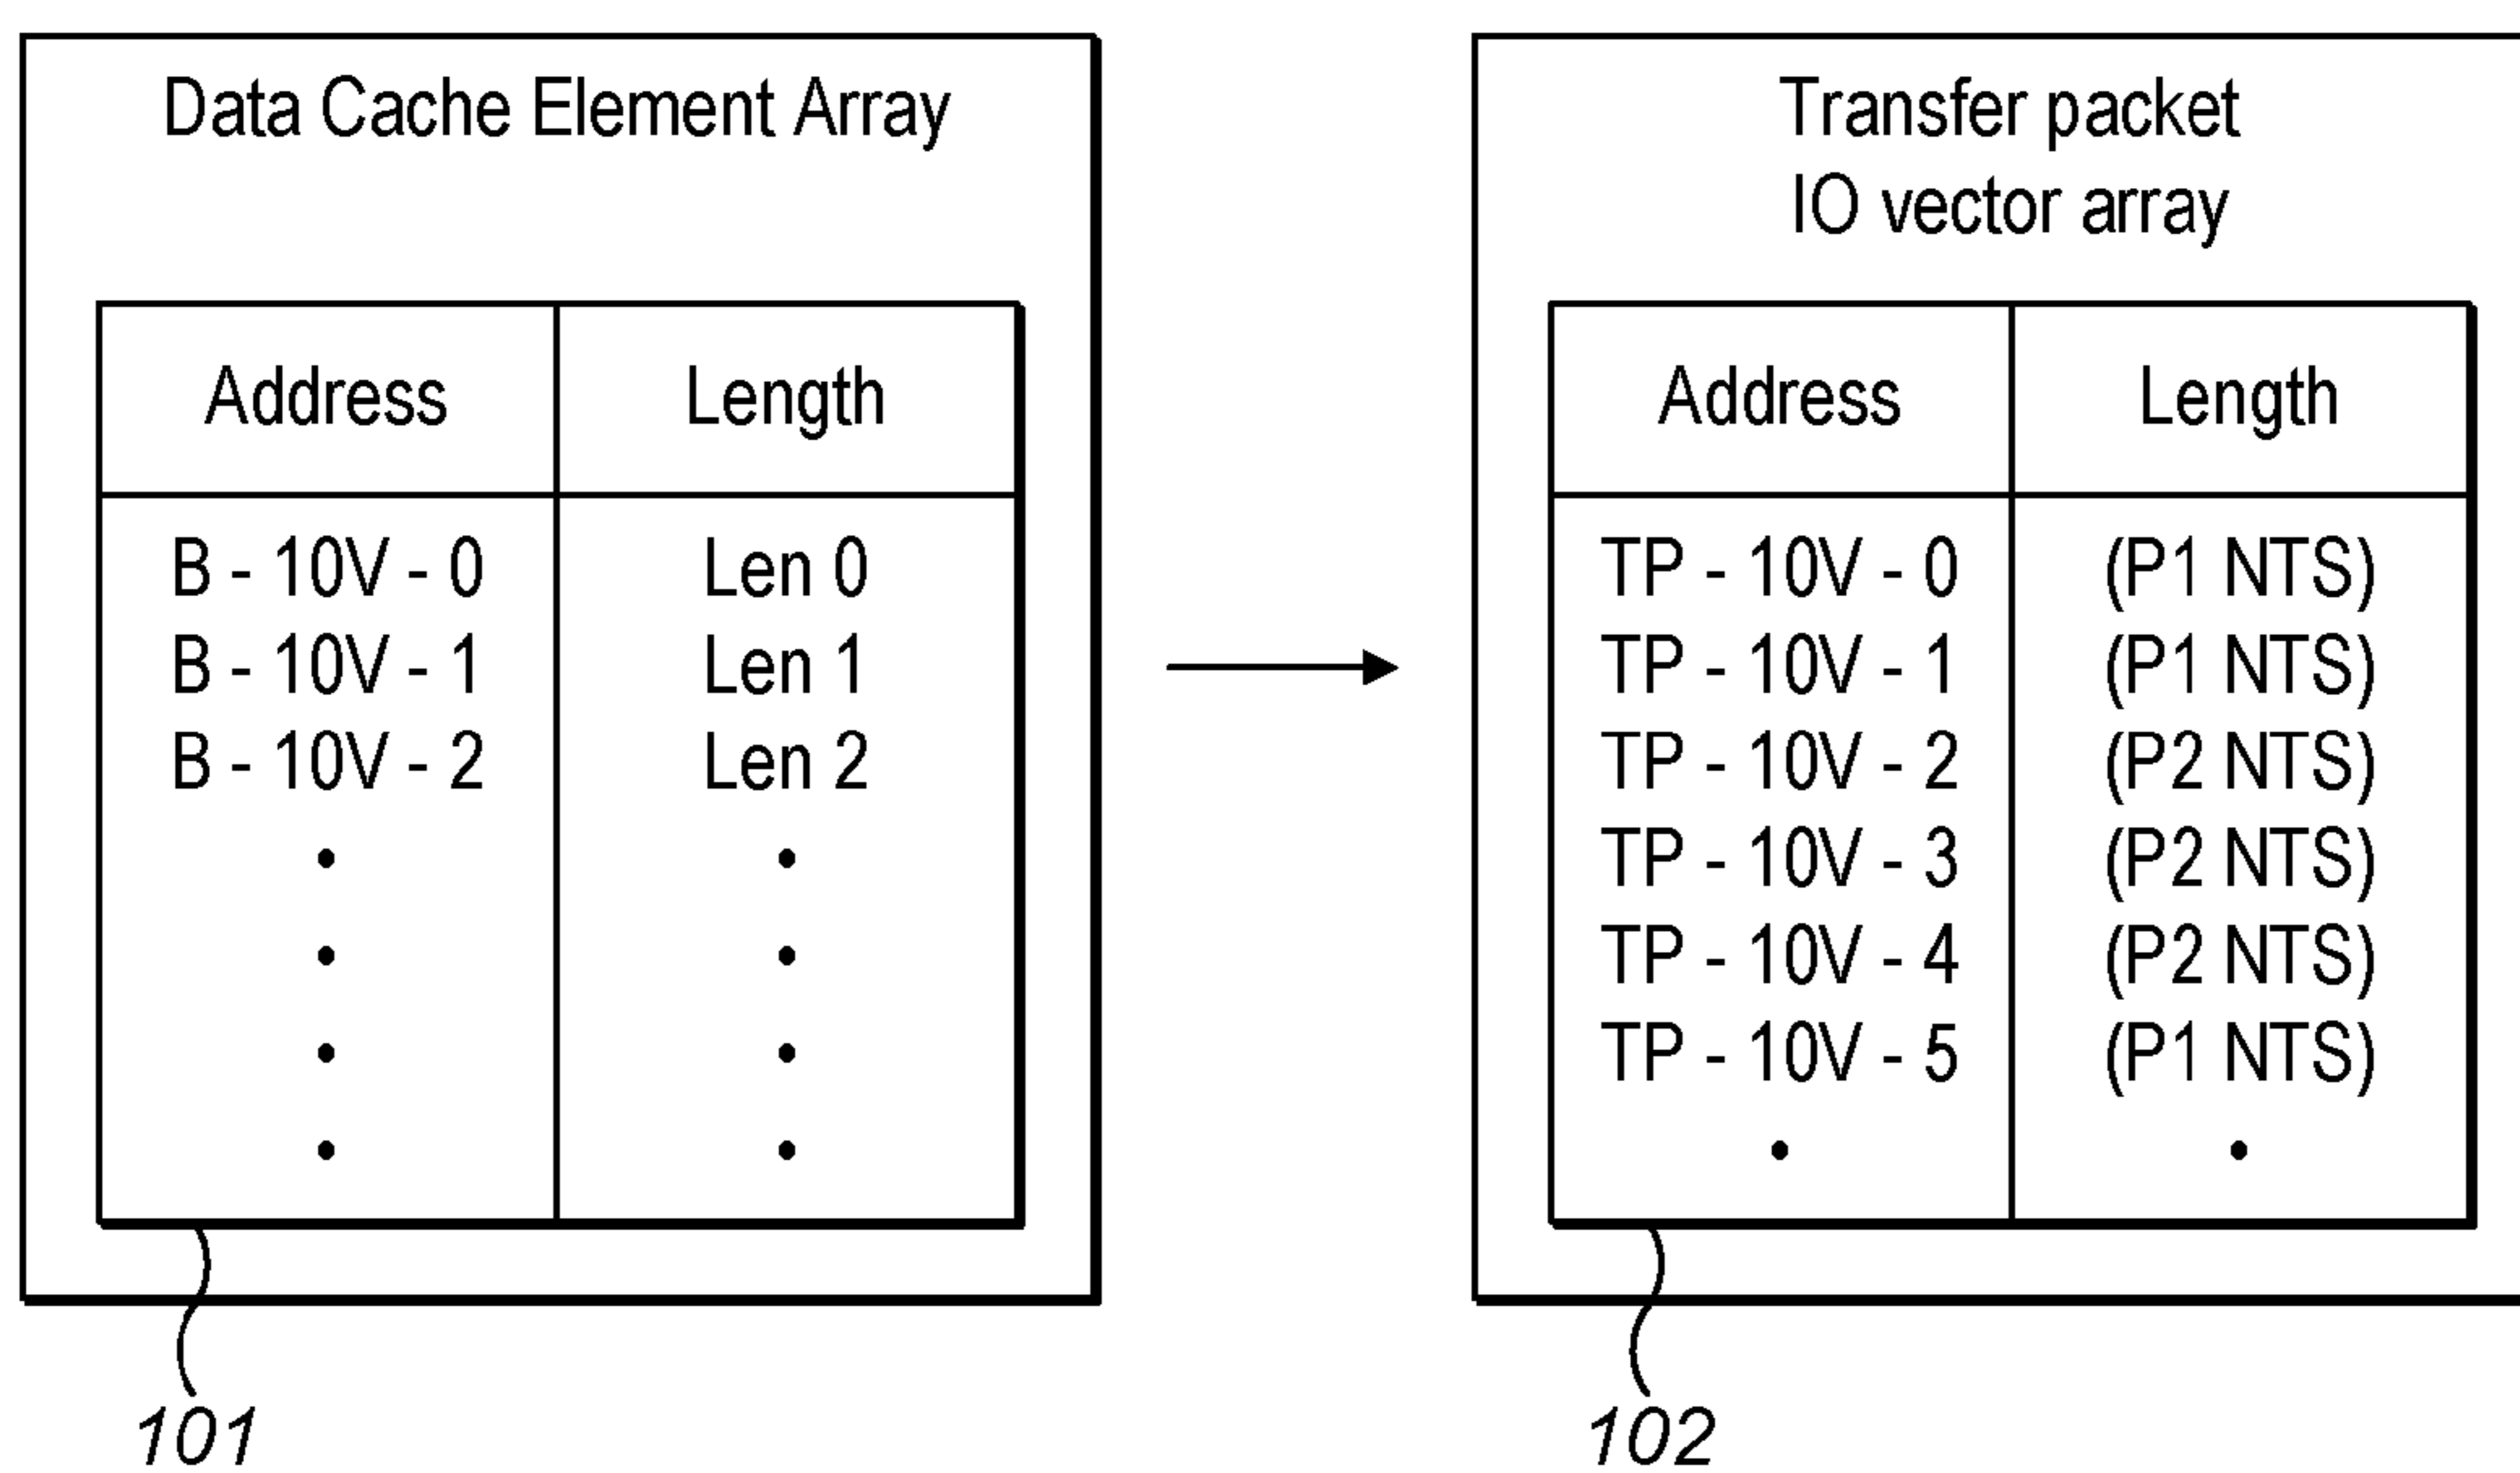 Data Cache Element Array
Address Length
B - 10V - 0 Len 0
B - 10V - 1 Len 1
B - 10V - 2 Len 2
101
Transfer packet
IO vector array
Address Length
TP - 10V - 0 (P1 NTS)
TP - 10V - 1 (P1 NTS)
TP - 10V - 2 (P2 NTS)
TP - 10V - 3 (P2 NTS)
TP - 10V - 4 (P2 NTS)
TP - 10V - 5 (P1 NTS)
102